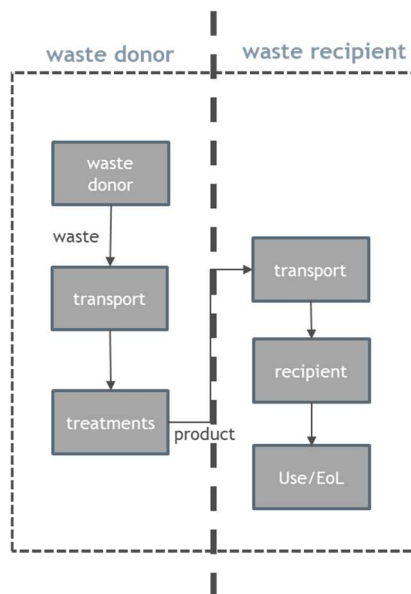 waste donor
waste recipient
waste
donor
waste
transport
treatments
product
transport
recipient
Use/EoL